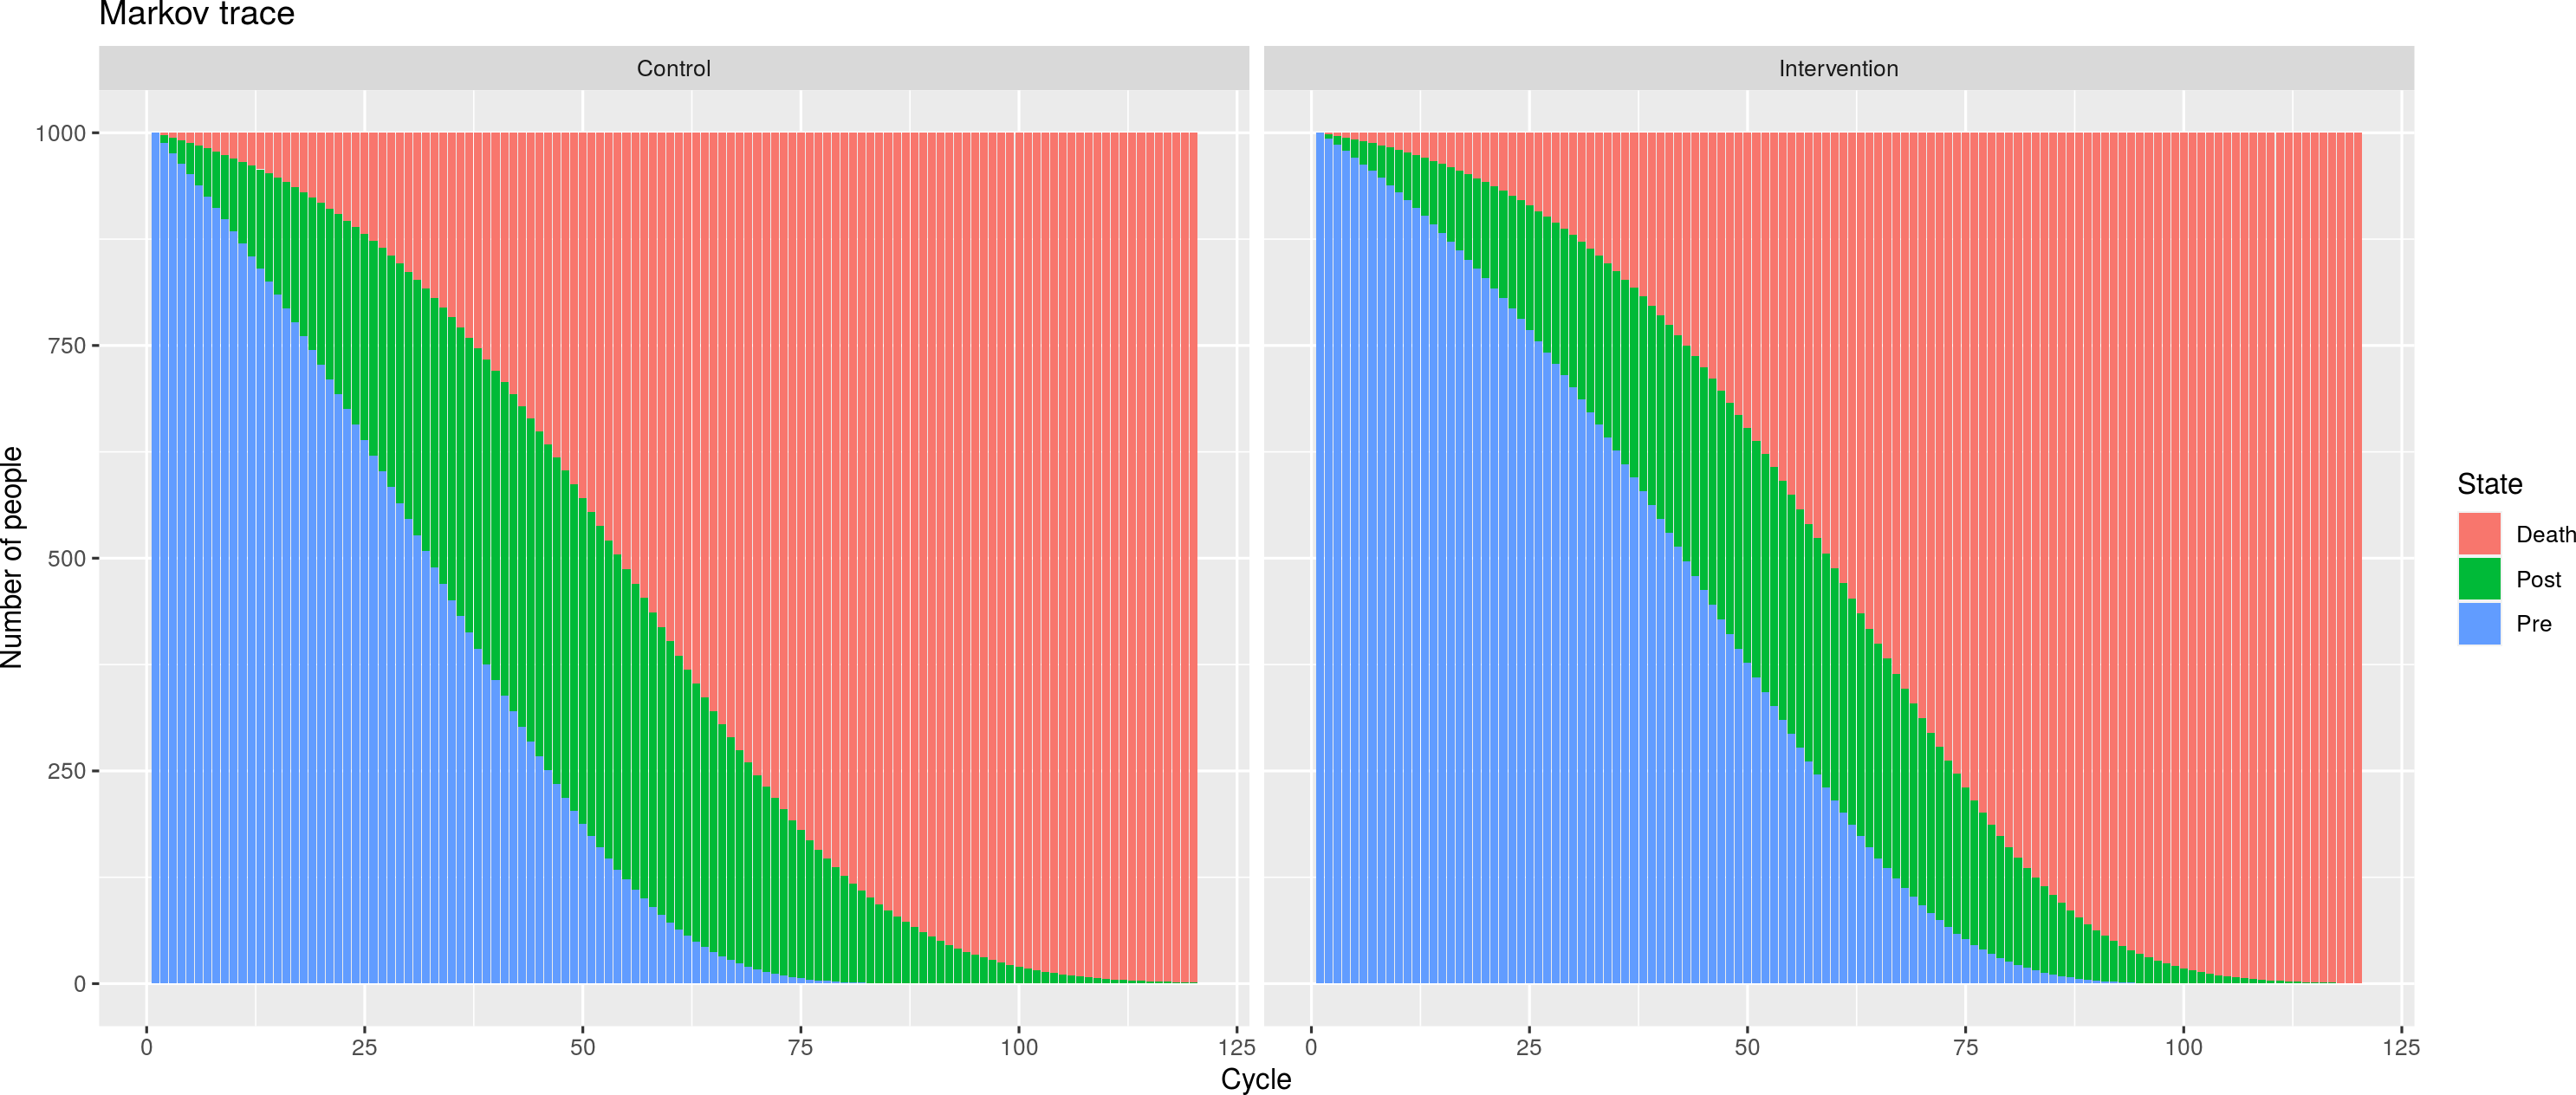 Markov trace
Control
Intervention
1000
750
500
250
0
Number of people
0 25 50 75 100 125
0 25 50 75 100 125
Cycle
State
Death
Post
Pre